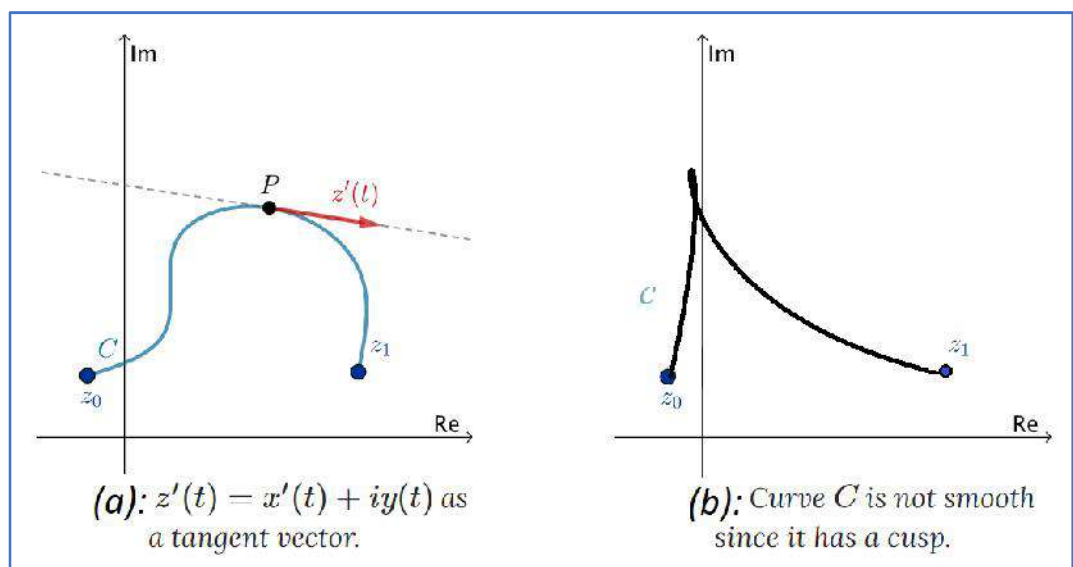 Im
P
z'(t)
C
z₀
z₁
Re
(a): z'(t) = x'(t) + iy(t) as
a tangent vector.
Im
C
z₀
z₁
Re
(b): Curve C is not smooth
since it has a cusp.